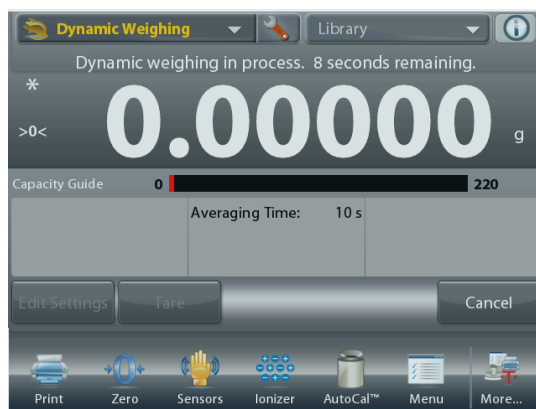 Dynamic Weighing Library
Dynamic weighing in process. 8 seconds remaining.
*
>0<
0.00000 g
Capacity Guide 0 220
Averaging Time: 10 s
Edit Settings Tare Cancel
Print Zero Sensors Ionizer AutoCal™ Menu More...